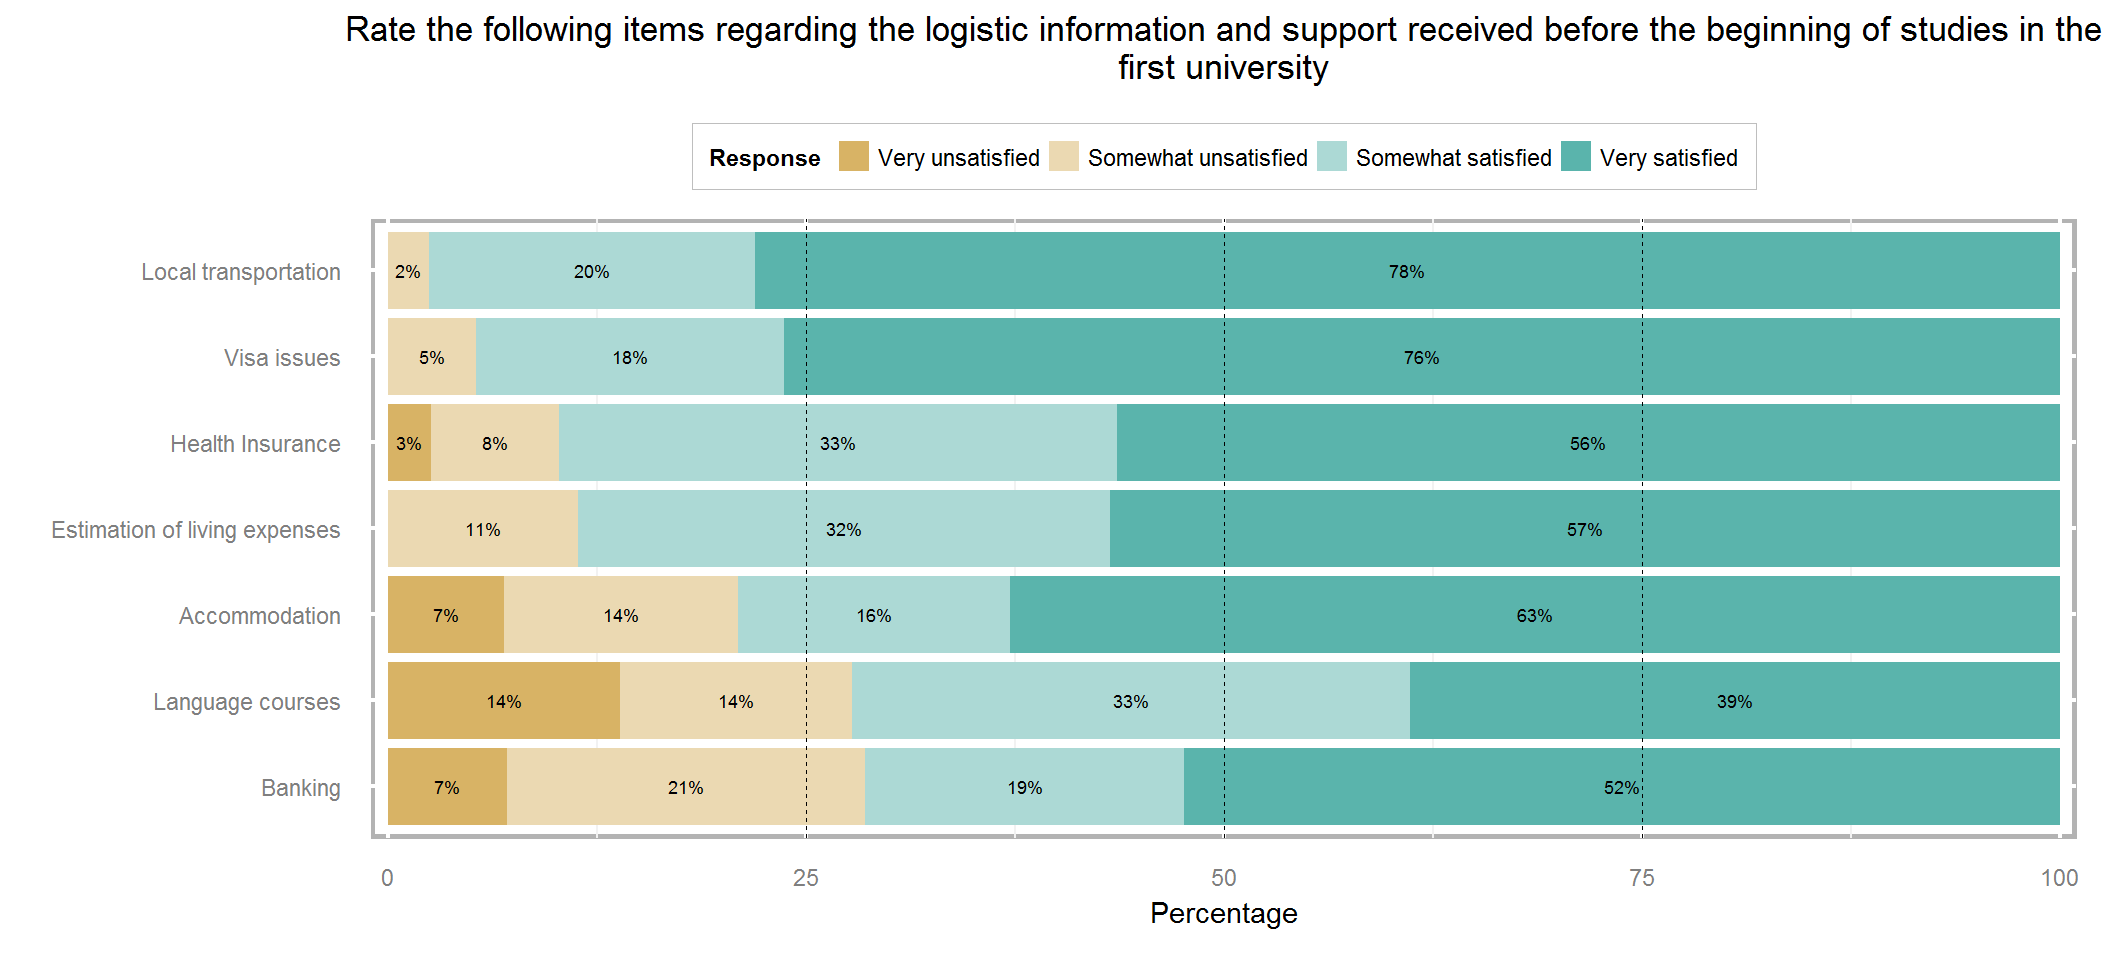 Rate the following items regarding the logistic information and support received before the beginning of studies in the
first university
Response Very unsatisfied Somewhat unsatisfied Somewhat satisfied Very satisfied
Local transportation 2% 20% 78%
Visa issues 5% 18% 76%
Health Insurance 3% 8% 33% 56%
Estimation of living expenses 11% 32% 57%
Accommodation 7% 14% 16% 63%
Language courses 14% 14% 33% 39%
Banking 7% 21% 19% 52%
0 25 50 75 100
Percentage